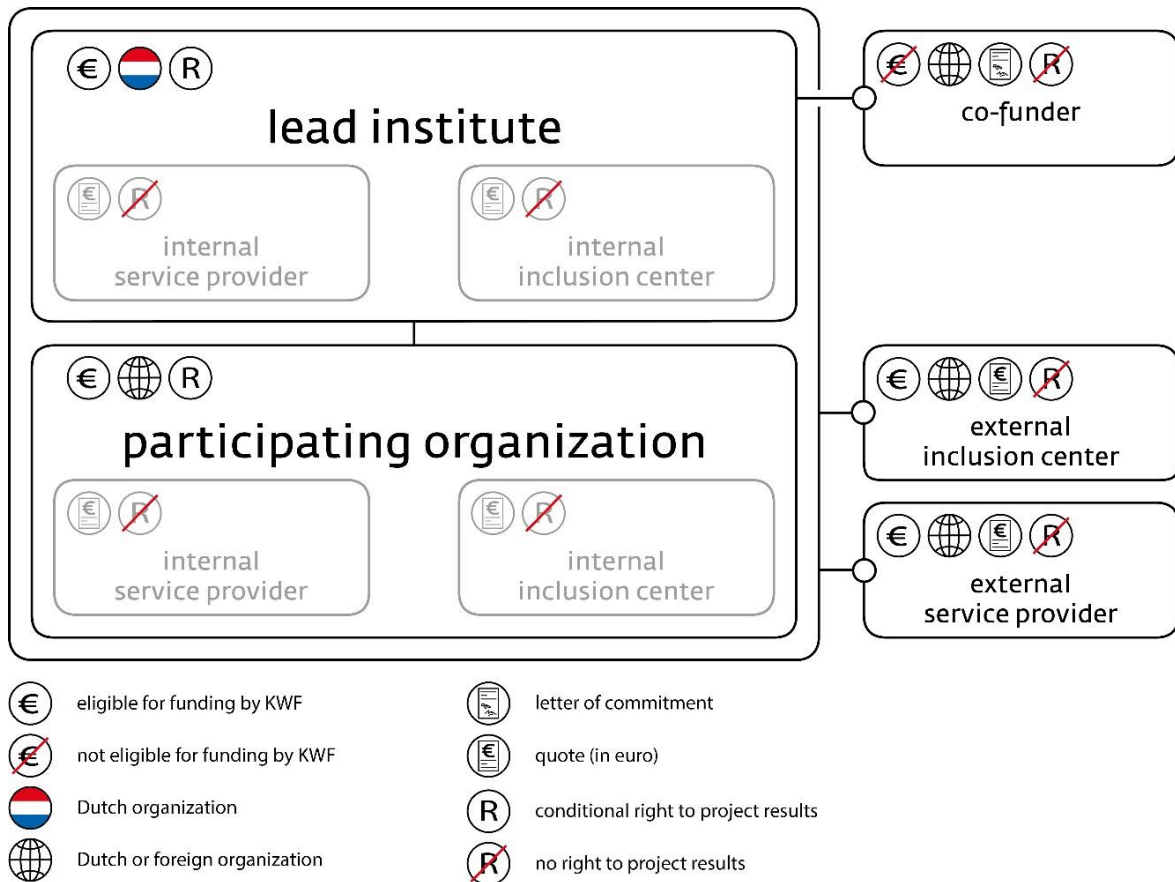 € R
lead institute
€ R
internal
service provider
€ R
internal
inclusion center
€ R
co-funder
€ R
participating organization
€ R
internal
service provider
€ R
internal
inclusion center
€ € R
external
inclusion center
€ € R
external
service provider
€ eligible for funding by KWF
€ not eligible for funding by KWF
Dutch organization
Dutch or foreign organization
letter of commitment
€ quote (in euro)
R conditional right to project results
R no right to project results